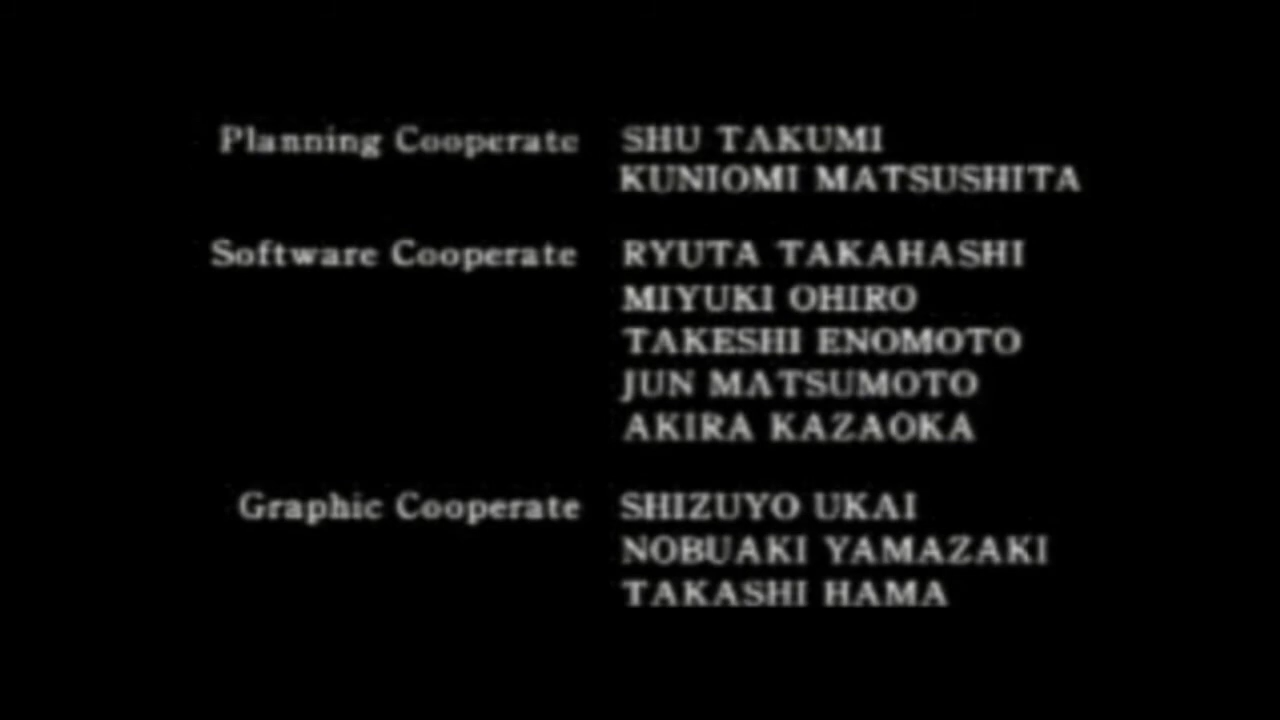 Planning Cooperate SHU TAKUMI
KUNIOMI MATSUSHITA
Software Cooperate RYUTA TAKAHASHI
MIYUKI OHIRO
TAKESHI ENOMOTO
JUN MATSUMOTO
AKIRA KAZAOKA
Graphic Cooperate SHIZUYO UKAI
NOBUAKI YAMAZAKI
TAKASHI HAMA